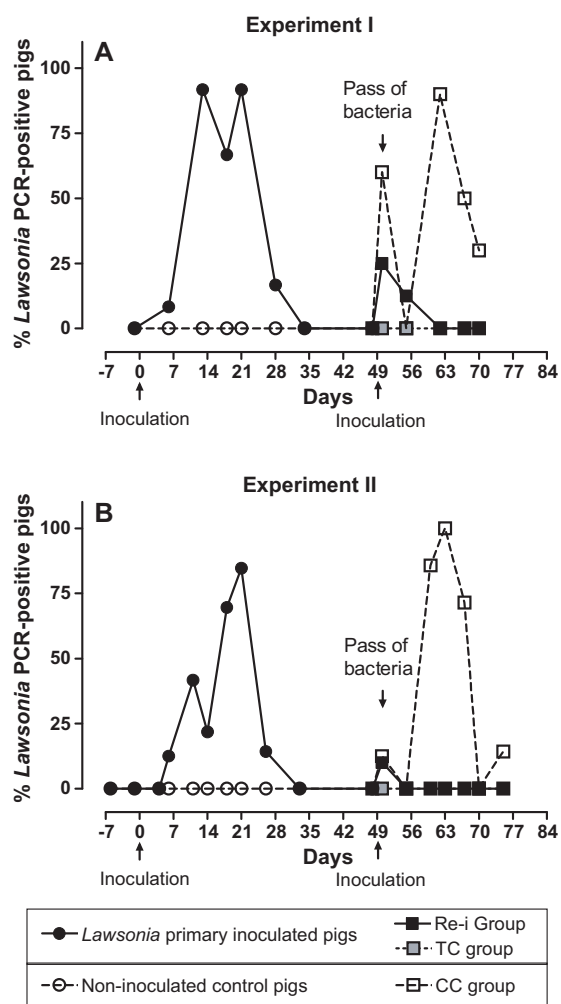 Experiment I
A
% Lawsonia PCR-positive pigs
100
75
50
25
0
Pass of
bacteria
-7 0 7 14 21 28 35 42 49 56 63 70 77 84
Days
Inoculation
Inoculation
Experiment II
B
% Lawsonia PCR-positive pigs
100
75
50
25
0
Pass of
bacteria
-7 0 7 14 21 28 35 42 49 56 63 70 77 84
Days
Inoculation
Inoculation
Lawsonia primary inoculated pigs
Re-i Group
TC group
Non-inoculated control pigs
CC group